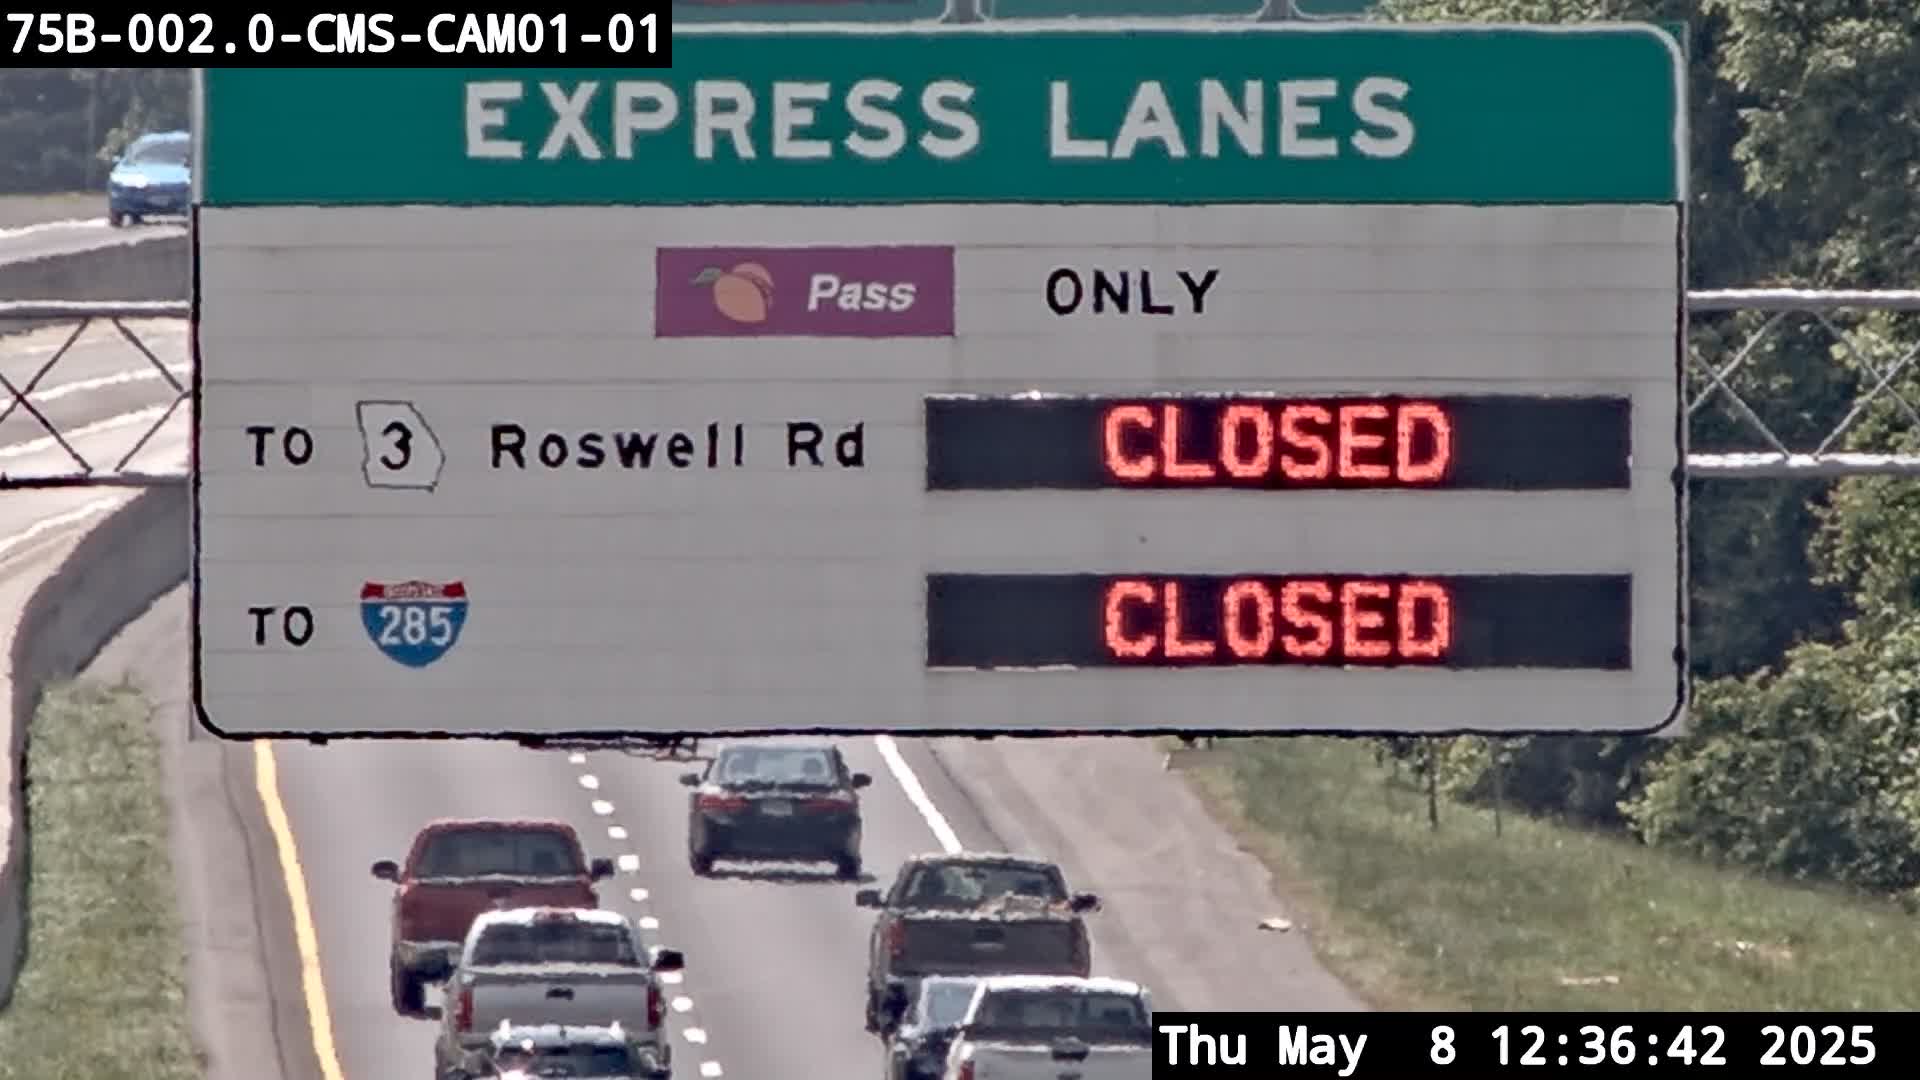 75B-002.0-CMS-CAM01-01
EXPRESS LANES
Pass ONLY
TO 3 Roswell Rd CLOSED
TO 285 CLOSED
Thu May 8 12:36:42 2025